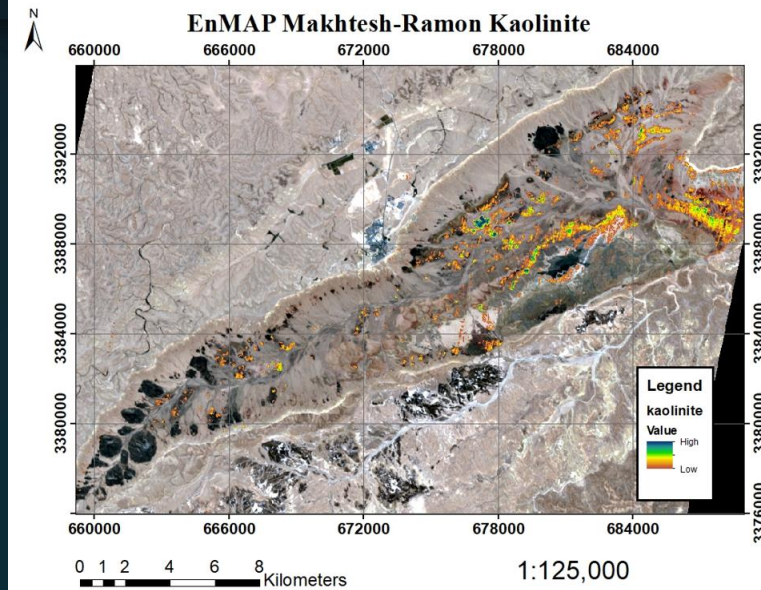 EnMAP Makhtesh-Ramon Kaolinite
N
660000 666000 672000 678000 684000
3392000 3392000
3388000 3388000
3384000 3384000
3380000 3380000
3376000
Legend
kaolinite
Value
High
Low
660000 666000 672000 678000 684000
0 1 2 4 6 8
Kilometers
1:125,000